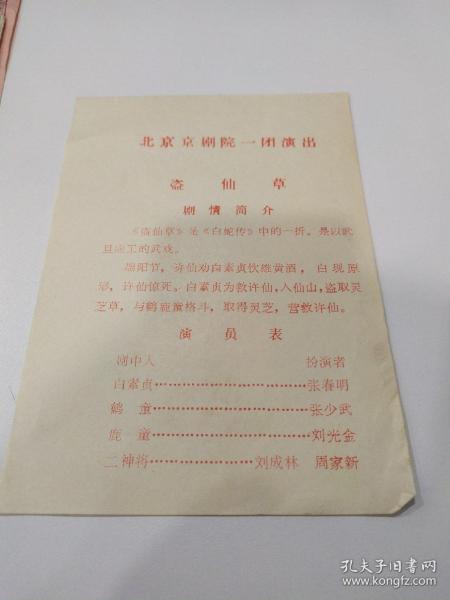 北京京剧院一团演出
盗仙草
剧情简介
《盗仙草》是《白蛇传》中的一折。是以武
旦应工的武戏。
端阳节，许仙劝白素贞饮雄黄酒，白现原
形，许仙惊死。白素贞为救许仙，入仙山，盗取灵
芝草，与鹤鹿童格斗，取得灵芝，营救许仙。
演员表
剧中人 扮演者
白素贞……………………………张春明
鹤童……………………………张少武
鹿童……………………………刘光金
二神将……………………刘成林 周家新
孔夫子旧书网
www.kongfz.com